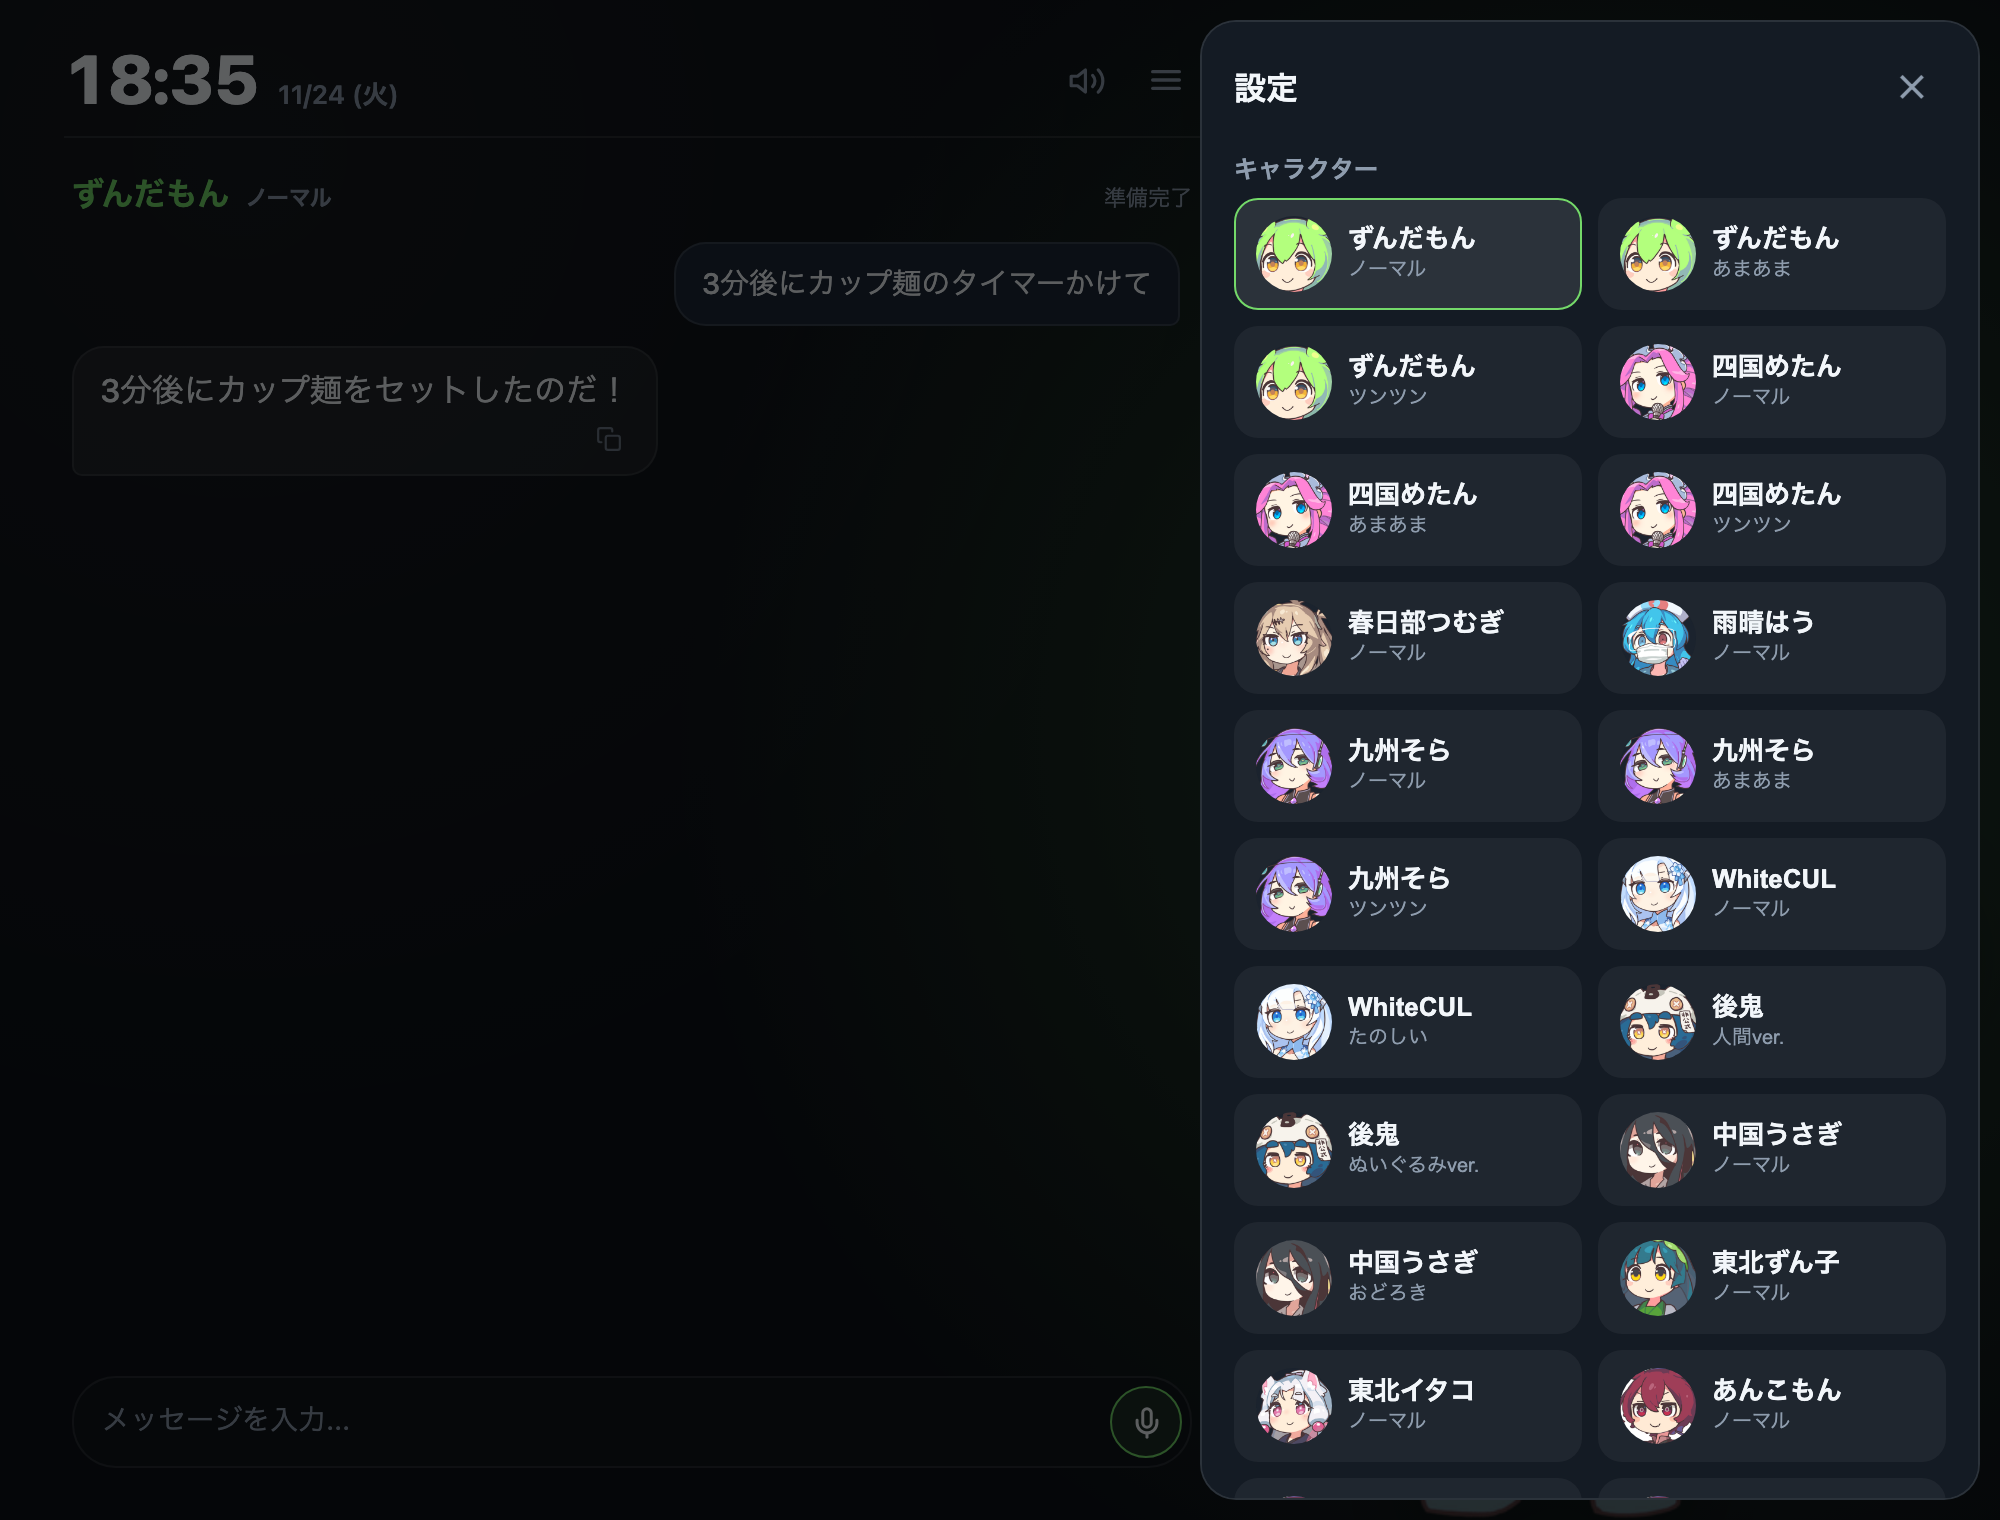 18:35 11/24 (火)
ずんだもん ノーマル
準備完了
3分後にカップ麺のタイマーかけて
3分後にカップ麺をセットしたのだ！
メッセージを入力...
設定
キャラクター
ずんだもん
ノーマル
ずんだもん
あまあま
ずんだもん
ツンツン
四国めたん
ノーマル
四国めたん
あまあま
四国めたん
ツンツン
春日部つむぎ
ノーマル
雨晴はう
ノーマル
九州そら
ノーマル
九州そら
あまあま
九州そら
ツンツン
WhiteCUL
ノーマル
WhiteCUL
たのしい
後鬼
人間ver.
後鬼
ぬいぐるみver.
中国うさぎ
ノーマル
中国うさぎ
おどろき
東北ずん子
ノーマル
東北イタコ
ノーマル
あんこもん
ノーマル